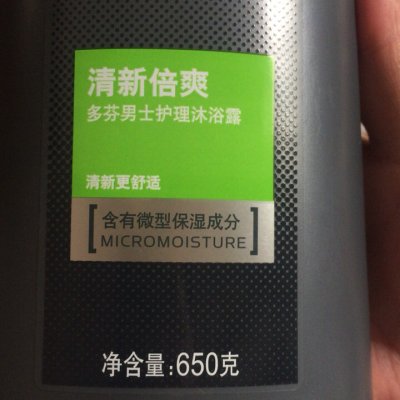 清新倍爽
多芬男士护理沐浴露
清新更舒适
含有微型保湿成分
MICROMOISTURE
净含量:650克